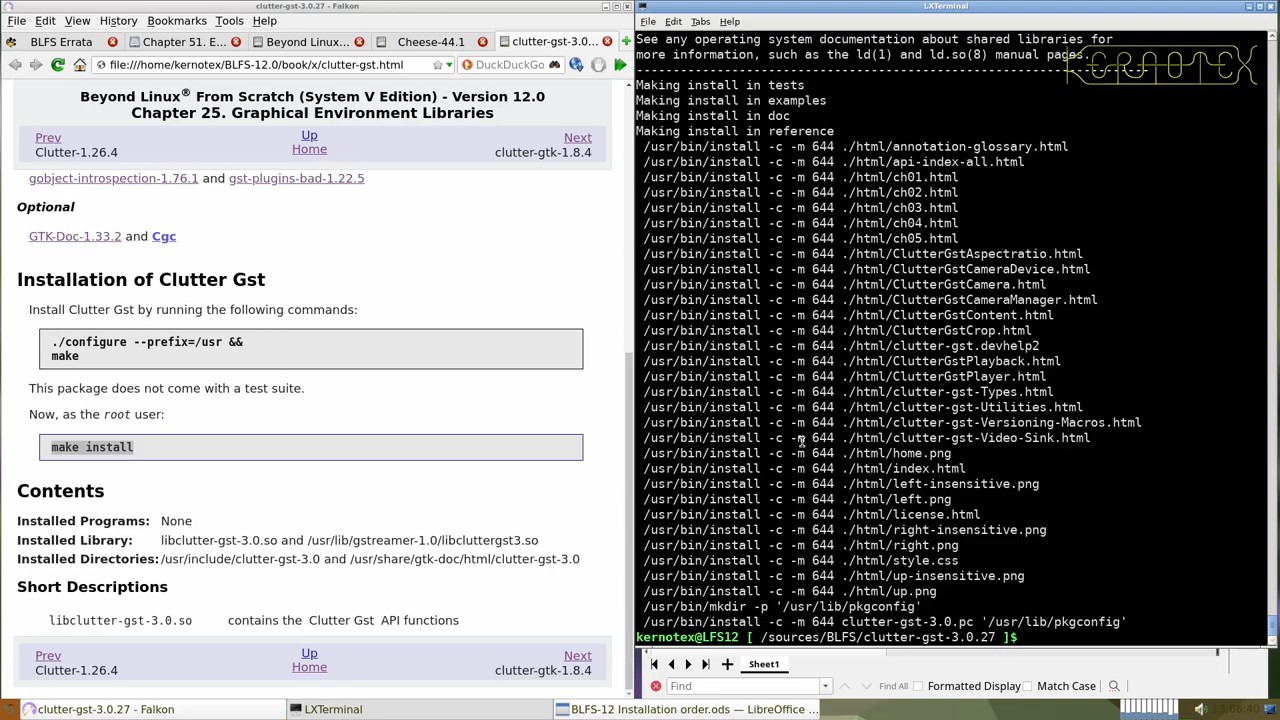 clutter-gst-3.0.27 - Falkon
File Edit View History Bookmarks Tools Help
BLFS Errata
Chapter 51. E...
Beyond Linux...
Cheese-44.1
clutter-gst-3.0...
file:///home/kernotex/BLFS-12.0/book/x/clutter-gst.html
DuckDuckGo
Beyond Linux® From Scratch (System V Edition) - Version 12.0
Chapter 25. Graphical Environment Libraries
Prev
Up
Next
Clutter-1.26.4
Home
clutter-gtk-1.8.4
gobject-introspection-1.76.1 and gst-plugins-bad-1.22.5
Optional
GTK-Doc-1.33.2 and Cgc
Installation of Clutter Gst
Install Clutter Gst by running the following commands:
./configure --prefix=/usr &&
make
This package does not come with a test suite.
Now, as the root user:
make install
Contents
Installed Programs: None
Installed Library: libclutter-gst-3.0.so and /usr/lib/gstreamer-1.0/libcluttergst3.so
Installed Directories: /usr/include/clutter-gst-3.0 and /usr/share/gtk-doc/html/clutter-gst-3.0
Short Descriptions
libclutter-gst-3.0.so contains the Clutter Gst API functions
Prev
Up
Next
Clutter-1.26.4
Home
clutter-gtk-1.8.4
LXTerminal
File Edit Tabs Help
See any operating system documentation about shared libraries for
more information, such as the ld(1) and ld.so(8) manual pages.
----------------------------------------------------------------------
KERNOTEX
Making install in tests
Making install in examples
Making install in doc
Making install in reference
/usr/bin/install -c -m 644 ./html/annotation-glossary.html
/usr/bin/install -c -m 644 ./html/api-index-all.html
/usr/bin/install -c -m 644 ./html/ch01.html
/usr/bin/install -c -m 644 ./html/ch02.html
/usr/bin/install -c -m 644 ./html/ch03.html
/usr/bin/install -c -m 644 ./html/ch04.html
/usr/bin/install -c -m 644 ./html/ch05.html
/usr/bin/install -c -m 644 ./html/ClutterGstAspectratio.html
/usr/bin/install -c -m 644 ./html/ClutterGstCameraDevice.html
/usr/bin/install -c -m 644 ./html/ClutterGstCamera.html
/usr/bin/install -c -m 644 ./html/ClutterGstCameraManager.html
/usr/bin/install -c -m 644 ./html/ClutterGstContent.html
/usr/bin/install -c -m 644 ./html/ClutterGstCrop.html
/usr/bin/install -c -m 644 ./html/clutter-gst.devhelp2
/usr/bin/install -c -m 644 ./html/ClutterGstPlayback.html
/usr/bin/install -c -m 644 ./html/ClutterGstPlayer.html
/usr/bin/install -c -m 644 ./html/clutter-gst-Types.html
/usr/bin/install -c -m 644 ./html/clutter-gst-Utilities.html
/usr/bin/install -c -m 644 ./html/clutter-gst-Versioning-Macros.html
/usr/bin/install -c -m 644 ./html/clutter-gst-Video-Sink.html
/usr/bin/install -c -m 644 ./html/home.png
/usr/bin/install -c -m 644 ./html/index.html
/usr/bin/install -c -m 644 ./html/left-insensitive.png
/usr/bin/install -c -m 644 ./html/left.png
/usr/bin/install -c -m 644 ./html/license.html
/usr/bin/install -c -m 644 ./html/right-insensitive.png
/usr/bin/install -c -m 644 ./html/right.png
/usr/bin/install -c -m 644 ./html/style.css
/usr/bin/install -c -m 644 ./html/up-insensitive.png
/usr/bin/install -c -m 644 ./html/up.png
/usr/bin/mkdir -p '/usr/lib/pkgconfig'
/usr/bin/install -c -m 644 clutter-gst-3.0.pc '/usr/lib/pkgconfig'
kernotex@LFS12 [ /sources/BLFS/clutter-gst-3.0.27 ]$
Sheet1
Find Find All Formatted Display Match Case
clutter-gst-3.0.27 - Falkon LXTerminal BLFS-12 Installation order.ods — LibreOffice ... 13:06:40